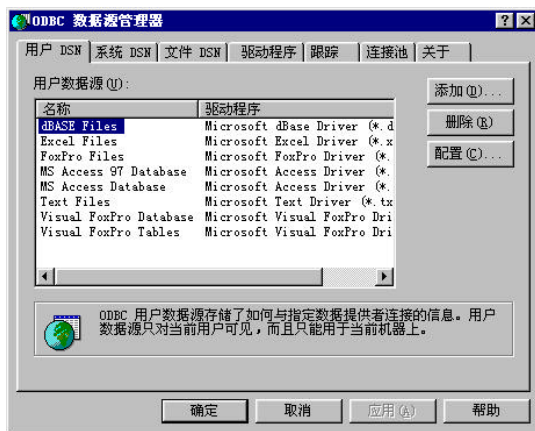 ODBC 数据源管理器
用户 DSN 系统 DSN 文件 DSN 驱动程序 跟踪 连接池 关于
用户数据源(U):
添加(D)...
删除(R)
配置(C)...
名称 驱动程序
dBASE Files Microsoft dBase Driver (*.d
Excel Files Microsoft Excel Driver (*.x
FoxPro Files Microsoft FoxPro Driver (*.
MS Access 97 Database Microsoft Access Driver (*.
MS Access Database Microsoft Access Driver (*.
Text Files Microsoft Text Driver (*.tx
Visual FoxPro Database Microsoft Visual FoxPro Dri
Visual FoxPro Tables Microsoft Visual FoxPro Dri
ODBC 用户数据源存储了如何与指定数据提供者连接的信息。用户
数据源只对当前用户可见，而且只能用于当前机器上。
确定 取消 应用(A) 帮助